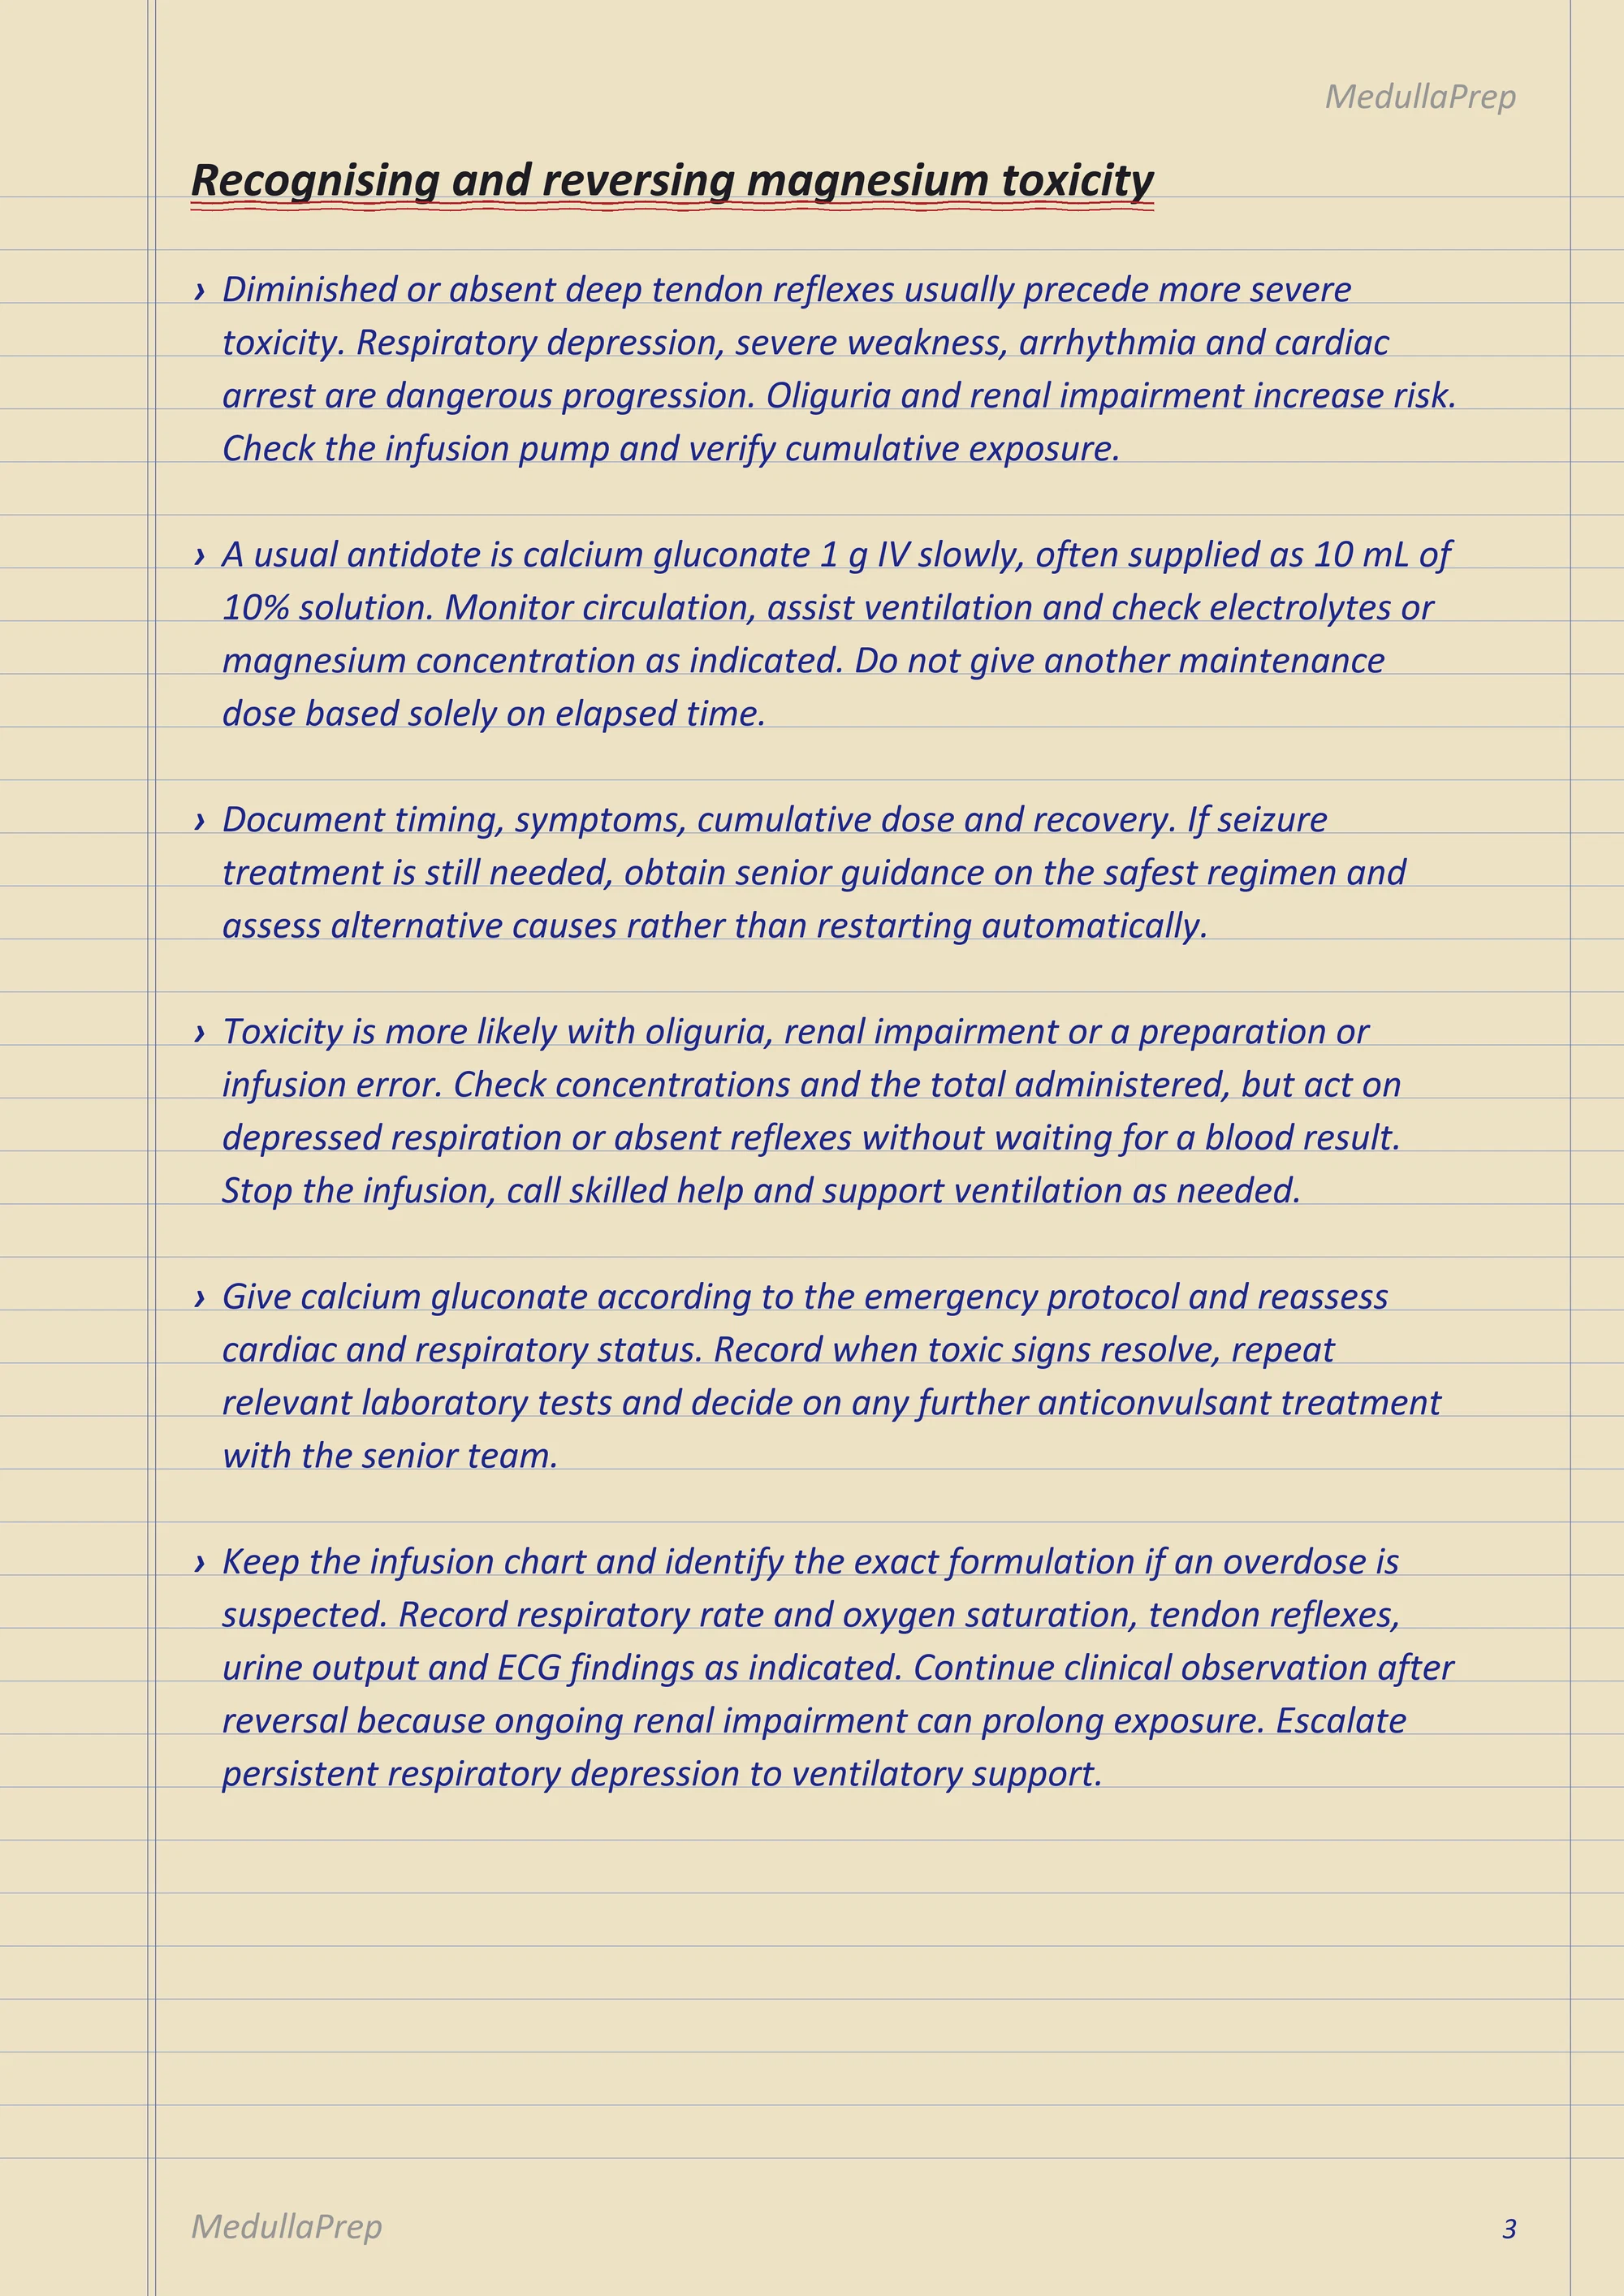 MedullaPrep
Recognising and reversing magnesium toxicity
› Diminished or absent deep tendon reflexes usually precede more severe
toxicity. Respiratory depression, severe weakness, arrhythmia and cardiac
arrest are dangerous progression. Oliguria and renal impairment increase risk.
Check the infusion pump and verify cumulative exposure.
› A usual antidote is calcium gluconate 1 g IV slowly, often supplied as 10 mL of
10% solution. Monitor circulation, assist ventilation and check electrolytes or
magnesium concentration as indicated. Do not give another maintenance
dose based solely on elapsed time.
› Document timing, symptoms, cumulative dose and recovery. If seizure
treatment is still needed, obtain senior guidance on the safest regimen and
assess alternative causes rather than restarting automatically.
› Toxicity is more likely with oliguria, renal impairment or a preparation or
infusion error. Check concentrations and the total administered, but act on
depressed respiration or absent reflexes without waiting for a blood result.
Stop the infusion, call skilled help and support ventilation as needed.
› Give calcium gluconate according to the emergency protocol and reassess
cardiac and respiratory status. Record when toxic signs resolve, repeat
relevant laboratory tests and decide on any further anticonvulsant treatment
with the senior team.
› Keep the infusion chart and identify the exact formulation if an overdose is
suspected. Record respiratory rate and oxygen saturation, tendon reflexes,
urine output and ECG findings as indicated. Continue clinical observation after
reversal because ongoing renal impairment can prolong exposure. Escalate
persistent respiratory depression to ventilatory support.
MedullaPrep
3